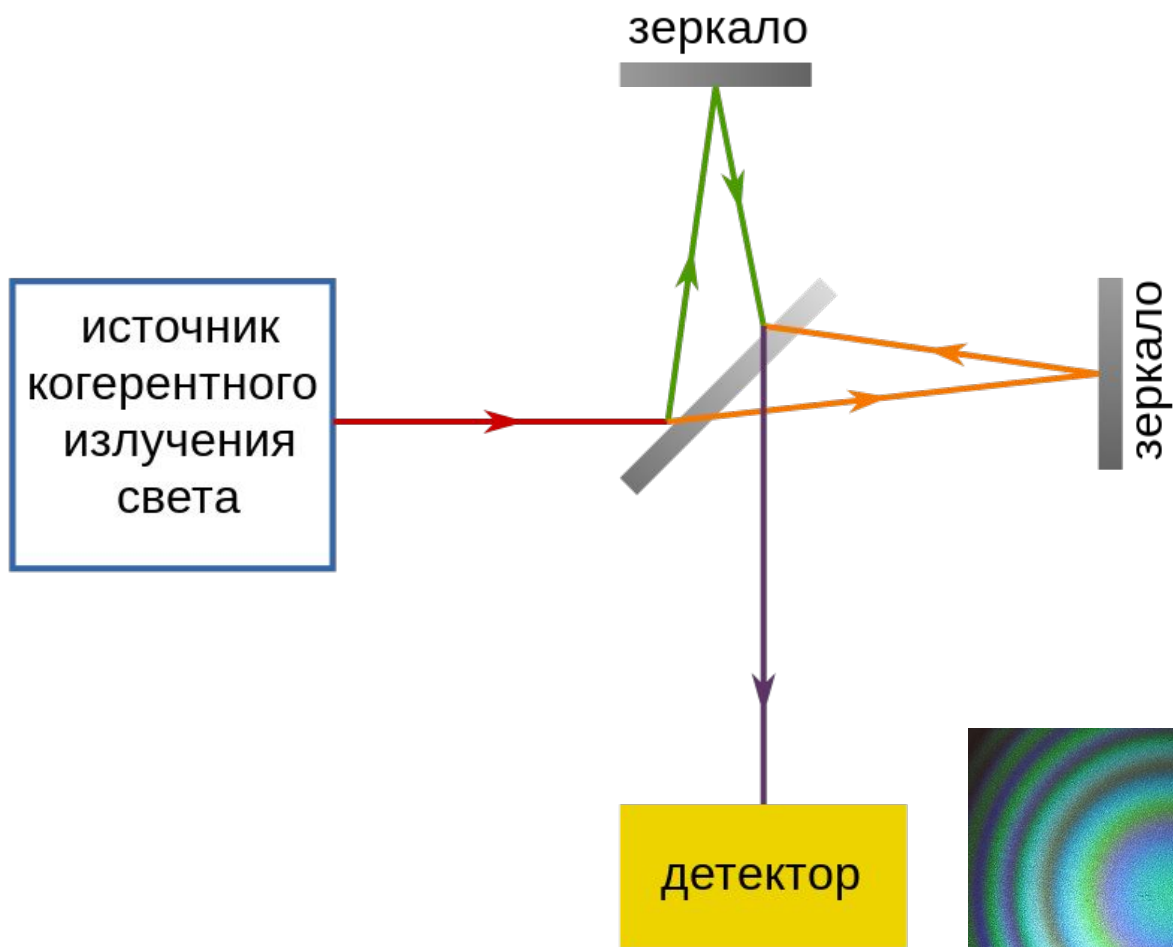 зеркало
источник
когерентного
излучения
света
зеркало
детектор